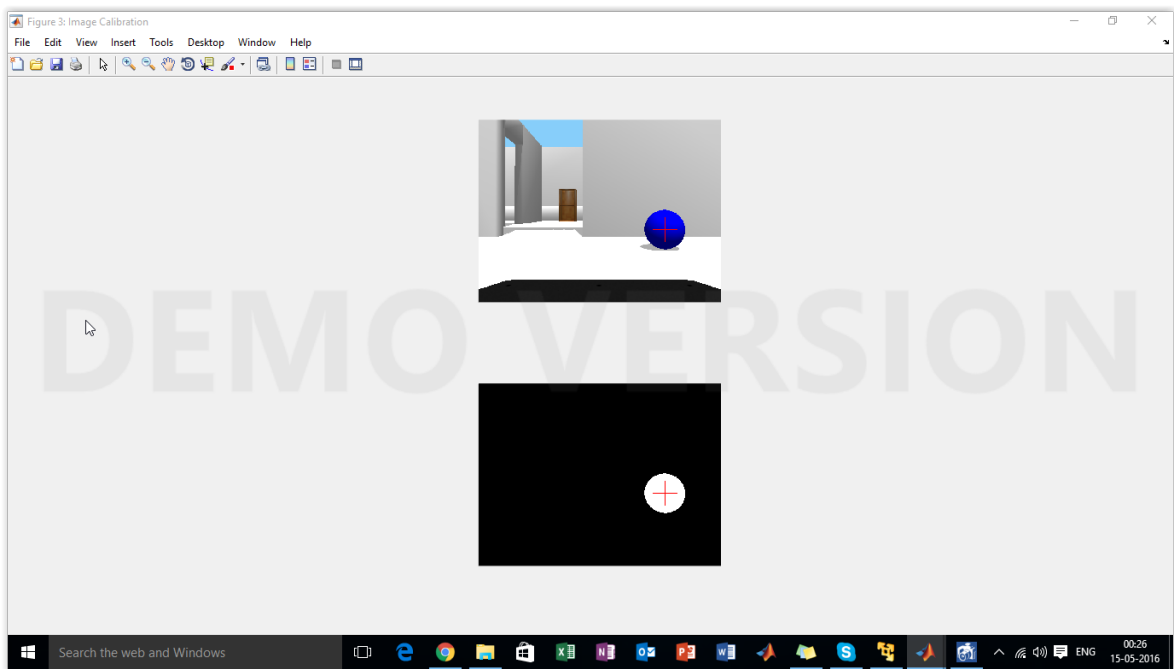 Figure 3: Image Calibration
File Edit View Insert Tools Desktop Window Help
DEMO VERSION
Search the web and Windows
ENG
00:26
15-05-2016